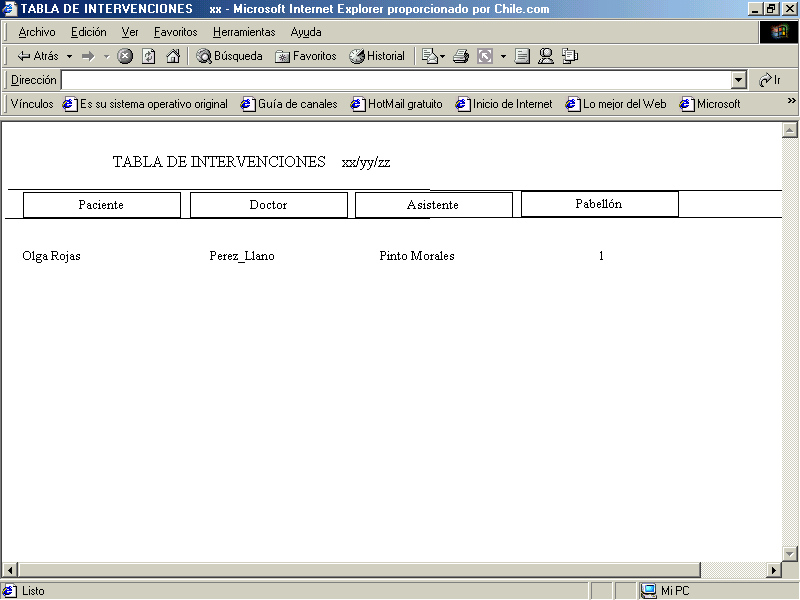 TABLA DE INTERVENCIONES xx - Microsoft Internet Explorer proporcionado por Chile.com
Archivo Edición Ver Favoritos Herramientas Ayuda
Atrás Búsqueda Favoritos Historial
Dirección Ir
Vínculos Es su sistema operativo original Guía de canales HotMail gratuito Inicio de Internet Lo mejor del Web Microsoft »
TABLA DE INTERVENCIONES xx/yy/zz
Paciente Doctor Asistente Pabellón
Olga Rojas Perez_Llano Pinto Morales 1
Listo Mi PC